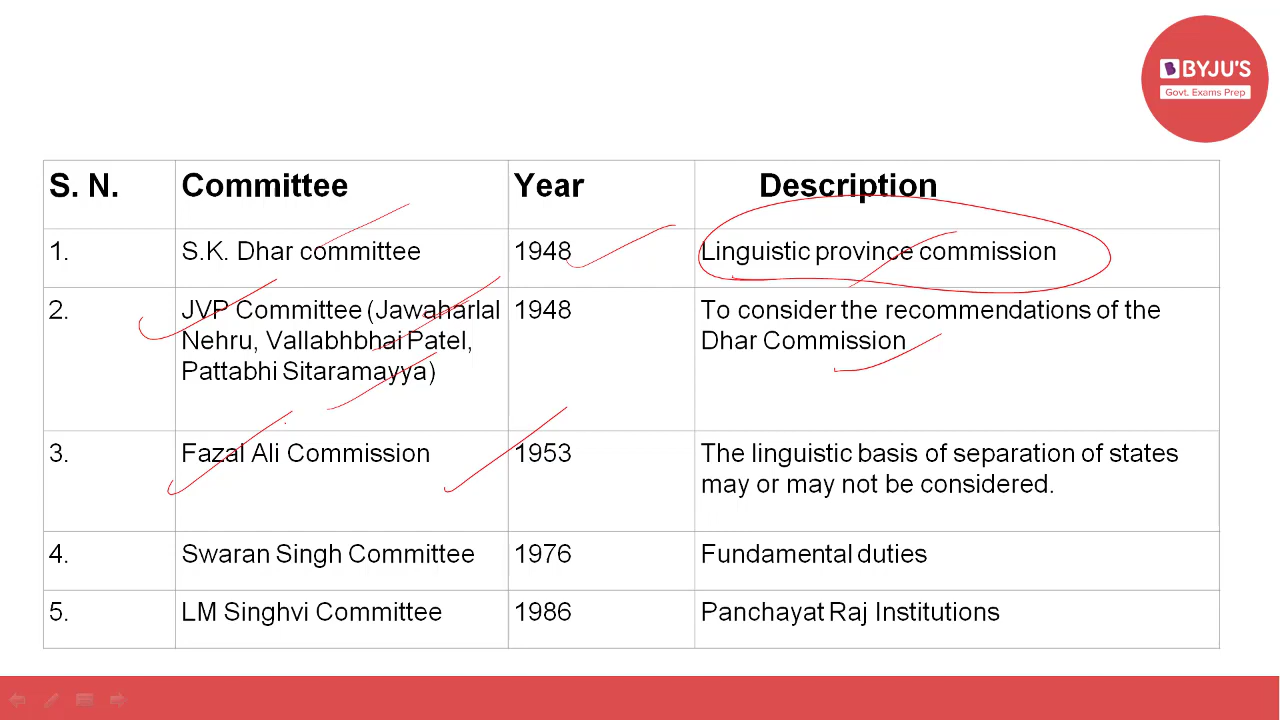 BYJU'S
Govt. Exams Prep
S. N. Committee Year Description
1. S.K. Dhar committee 1948 Linguistic province commission
2. JVP Committee (Jawaharlal 1948 To consider the recommendations of the
Nehru, Vallabhbhai Patel, Dhar Commission
Pattabhi Sitaramayya)
3. Fazal Ali Commission 1953 The linguistic basis of separation of states
may or may not be considered.
4. Swaran Singh Committee 1976 Fundamental duties
5. LM Singhvi Committee 1986 Panchayat Raj Institutions